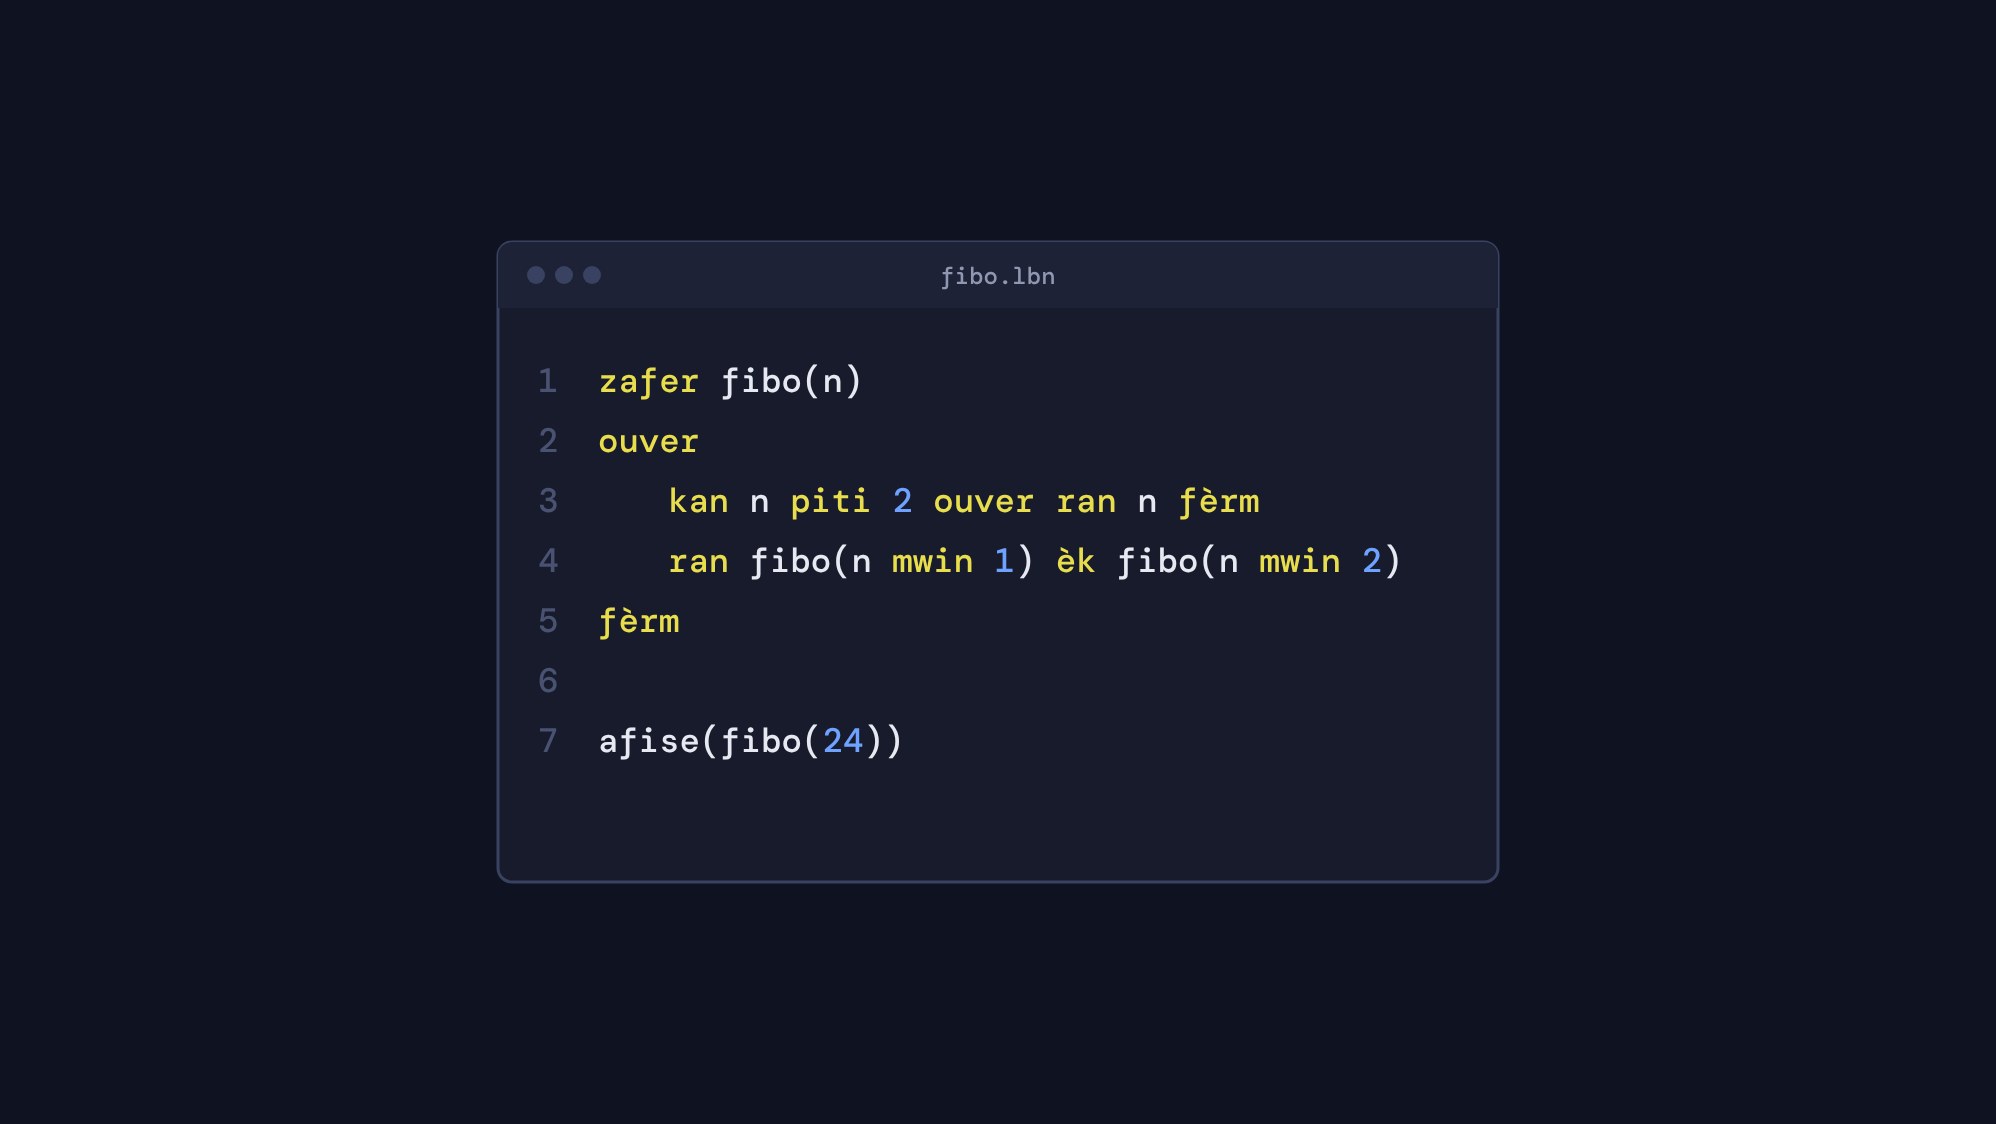 fibo.lbn
1 zafer fibo(n)
2 ouver
3 kan n piti 2 ouver ran n fèrm
4 ran fibo(n mwin 1) èk fibo(n mwin 2)
5 fèrm
6
7 afise(fibo(24))